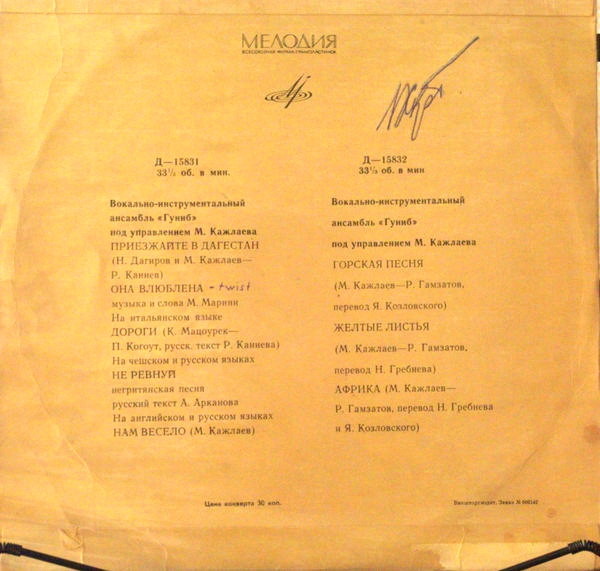 МЕЛОДИЯ
ВСЕСОЮЗНАЯ ФИРМА ГРАМПЛАСТИНОК
Д—15831
33⅓ об. в мин.
Вокально-инструментальный
ансамбль «Гуниб»
под управлением М. Кажлаева
ПРИЕЗЖАЙТЕ В ДАГЕСТАН
(Н. Дагиров и М. Кажлаев—
Р. Каниев)
ОНА ВЛЮБЛЕНА - twist
музыка и слова М. Марини
На итальянском языке
ДОРОГИ (К. Мацоурек—
П. Когоут, русск. текст Р. Каниева)
На чешском и русском языках
НЕ РЕВНУЙ
негритянская песня
русский текст А. Арканова
На английском и русском языках
НАМ ВЕСЕЛО (М. Кажлаев)
Д—15832
33⅓ об. в мин
Вокально-инструментальный
ансамбль «Гуниб»
под управлением М. Кажлаева
ГОРСКАЯ ПЕСНЯ
(М. Кажлаев—Р. Гамзатов,
перевод Я. Козловского)
ЖЕЛТЫЕ ЛИСТЬЯ
(М. Кажлаев—Р. Гамзатов,
перевод Н. Гребнева)
АФРИКА (М. Кажлаев—
Р. Гамзатов, перевод Н. Гребнева
и Я. Козловского)
Цена конверта 30 коп.
Внешторгиздат. Заказ №